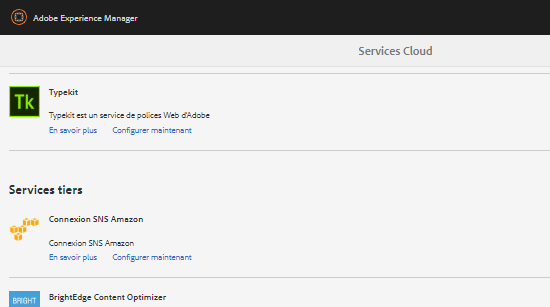 Adobe Experience Manager
Services Cloud
Tk
Typekit
Typekit est un service de polices Web d'Adobe
En savoir plus Configurer maintenant
Services tiers
Connexion SNS Amazon
Connexion SNS Amazon
En savoir plus Configurer maintenant
BrightEdge Content Optimizer
BRIGHT